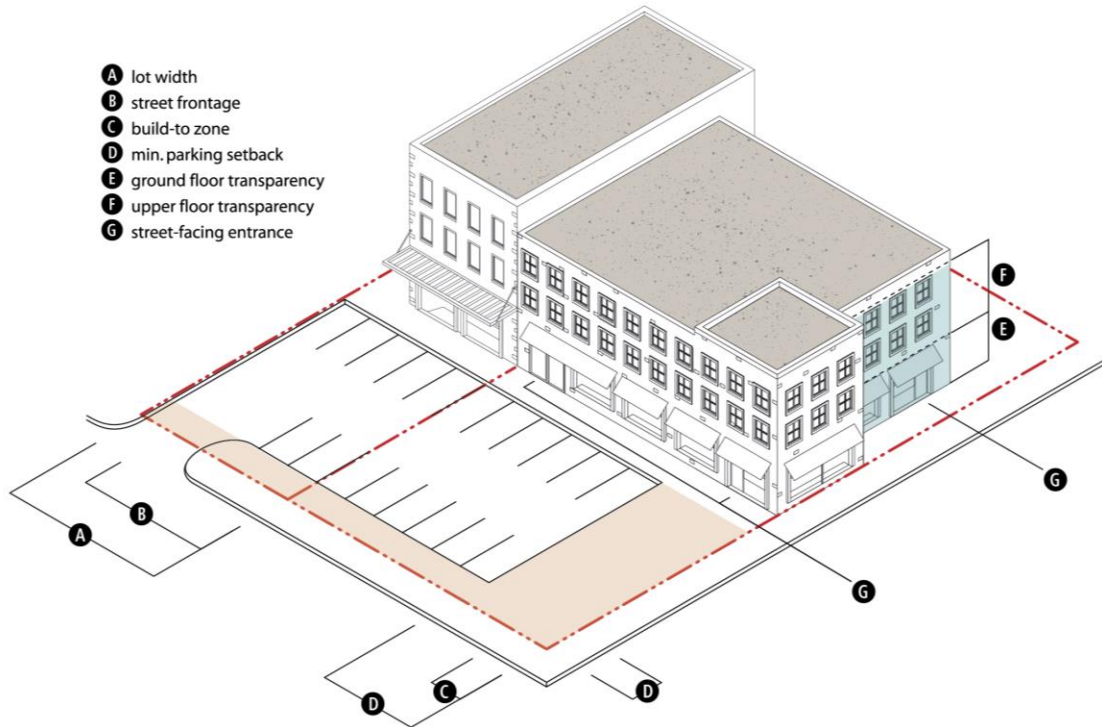 A lot width
B street frontage
C build-to zone
D min. parking setback
E ground floor transparency
F upper floor transparency
G street-facing entrance
F
E
G
B
A
G
D
C
D